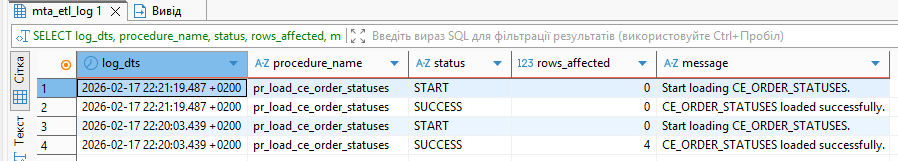 mta_etl_log 1 Вивід
SELECT log_dts, procedure_name, status, rows_affected, m Введіть вираз SQL для фільтрації результатів (використовуйте Ctrl+Пробіл)
Сітка
Текст
log_dts A-Z procedure_name A-Z status 123 rows_affected A-Z message
1 2026-02-17 22:21:19.487 +0200 pr_load_ce_order_statuses START 0 Start loading CE_ORDER_STATUSES.
2 2026-02-17 22:21:19.487 +0200 pr_load_ce_order_statuses SUCCESS 0 CE_ORDER_STATUSES loaded successfully.
3 2026-02-17 22:20:03.439 +0200 pr_load_ce_order_statuses START 0 Start loading CE_ORDER_STATUSES.
4 2026-02-17 22:20:03.439 +0200 pr_load_ce_order_statuses SUCCESS 4 CE_ORDER_STATUSES loaded successfully.